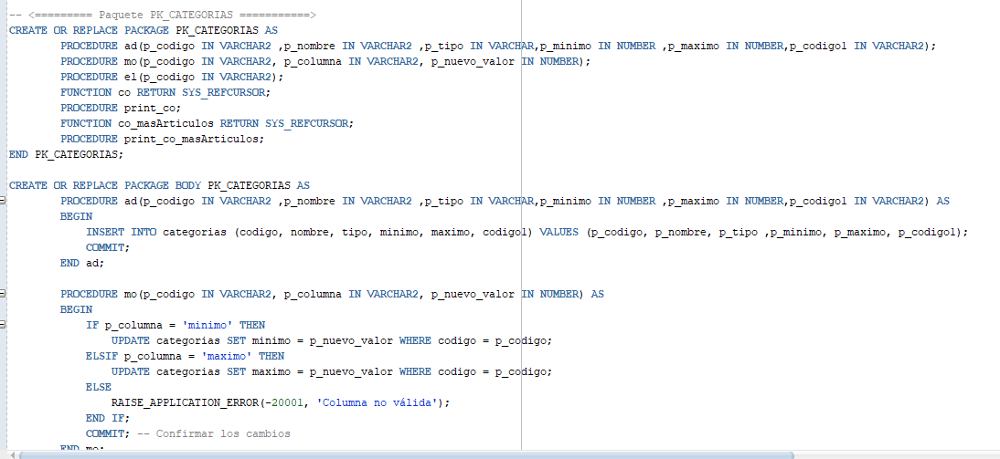 -- <========= Paquete PK_CATEGORIAS ===========>
CREATE OR REPLACE PACKAGE PK_CATEGORIAS AS
PROCEDURE ad(p_codigo IN VARCHAR2 ,p_nombre IN VARCHAR2 ,p_tipo IN VARCHAR,p_minimo IN NUMBER ,p_maximo IN NUMBER,p_codigo1 IN VARCHAR2);
PROCEDURE mo(p_codigo IN VARCHAR2, p_columna IN VARCHAR2, p_nuevo_valor IN NUMBER);
PROCEDURE el(p_codigo IN VARCHAR2);
FUNCTION co RETURN SYS_REFCURSOR;
PROCEDURE print_co;
FUNCTION co_masArticulos RETURN SYS_REFCURSOR;
PROCEDURE print_co_masArticulos;
END PK_CATEGORIAS;
CREATE OR REPLACE PACKAGE BODY PK_CATEGORIAS AS
PROCEDURE ad(p_codigo IN VARCHAR2 ,p_nombre IN VARCHAR2 ,p_tipo IN VARCHAR,p_minimo IN NUMBER ,p_maximo IN NUMBER,p_codigo1 IN VARCHAR2) AS
BEGIN
INSERT INTO categorias (codigo, nombre, tipo, minimo, maximo, codigo1) VALUES (p_codigo, p_nombre, p_tipo ,p_minimo, p_maximo, p_codigo1);
COMMIT;
END ad;
PROCEDURE mo(p_codigo IN VARCHAR2, p_columna IN VARCHAR2, p_nuevo_valor IN NUMBER) AS
BEGIN
IF p_columna = 'minimo' THEN
UPDATE categorias SET minimo = p_nuevo_valor WHERE codigo = p_codigo;
ELSIF p_columna = 'maximo' THEN
UPDATE categorias SET maximo = p_nuevo_valor WHERE codigo = p_codigo;
ELSE
RAISE_APPLICATION_ERROR(-20001, 'Columna no válida');
END IF;
COMMIT; -- Confirmar los cambios
END mo;